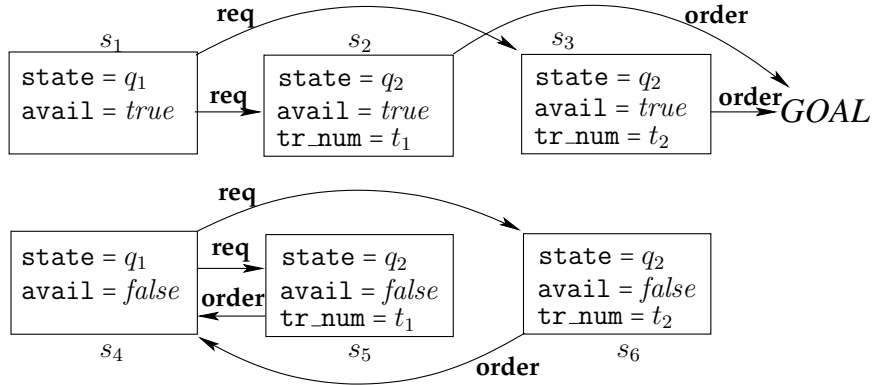 req
order
s₁
s₂
s₃
state = q₁
avail = true
req
state = q₂
avail = true
tr_num = t₁
state = q₂
avail = true
tr_num = t₂
order
GOAL
req
state = q₁
avail = false
req
order
state = q₂
avail = false
tr_num = t₁
state = q₂
avail = false
tr_num = t₂
s₄
s₅
s₆
order